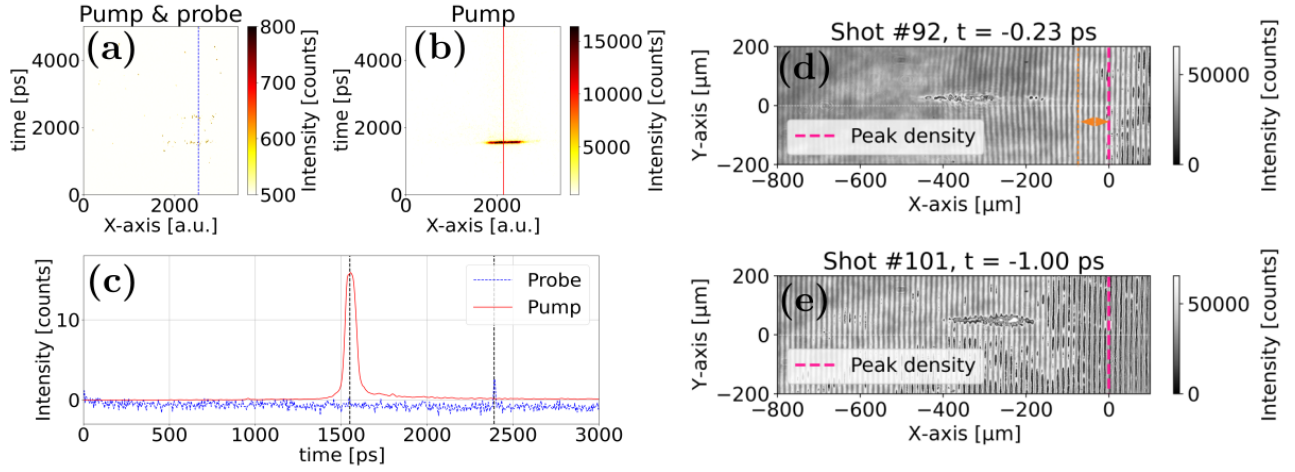 Pump & probe
(a)
time [ps]
4000
2000
0
0
2000
X-axis [a.u.]
800
700
600
500
Intensity [counts]
Pump
(b)
time [ps]
4000
2000
0
0
2000
X-axis [a.u.]
15000
10000
5000
Intensity [counts]
(c)
Intensity [counts]
10
0
0
500
1000
1500
2000
2500
3000
time [ps]
Probe
Pump
Shot #92, t = -0.23 ps
(d)
Y-axis [μm]
200
0
−200
Peak density
−800
−600
−400
−200
0
X-axis [μm]
50000
0
Intensity [counts]
Shot #101, t = -1.00 ps
(e)
Y-axis [μm]
200
0
−200
Peak density
−800
−600
−400
−200
0
X-axis [μm]
50000
0
Intensity [counts]